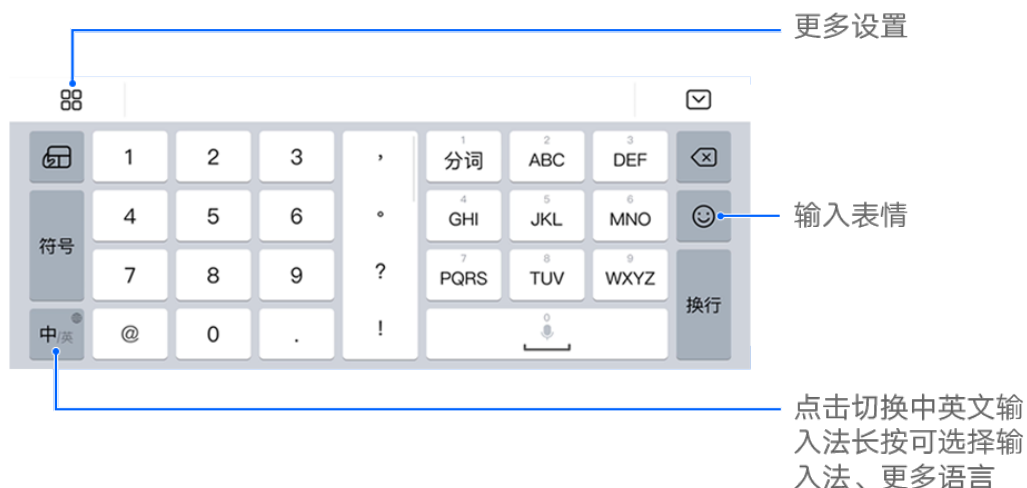 更多设置
1 2 3 , 1 分词 2 ABC 3 DEF
4 5 6 。 4 GHI 5 JKL 6 MNO
输入表情
符号
7 8 9 ? 7 PQRS 8 TUV 9 WXYZ
换行
中/英 @ 0 . ! 0
点击切换中英文输
入法长按可选择输
入法、更多语言